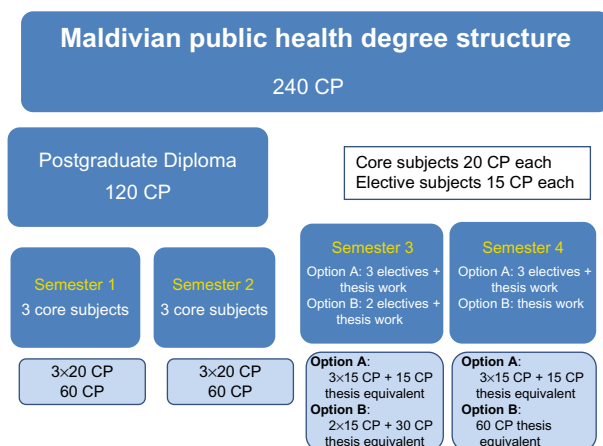 Maldivian public health degree structure
240 CP
Postgraduate Diploma
120 CP
Core subjects 20 CP each
Elective subjects 15 CP each
Semester 1
3 core subjects
Semester 2
3 core subjects
Semester 3
Option A: 3 electives +
thesis work
Option B: 2 electives +
thesis work
Semester 4
Option A: 3 electives +
thesis work
Option B: thesis work
3×20 CP
60 CP
3×20 CP
60 CP
Option A:
3×15 CP + 15 CP
thesis equivalent
Option B:
2×15 CP + 30 CP
thesis equivalent
Option A:
3×15 CP + 15 CP
thesis equivalent
Option B:
60 CP thesis
equivalent